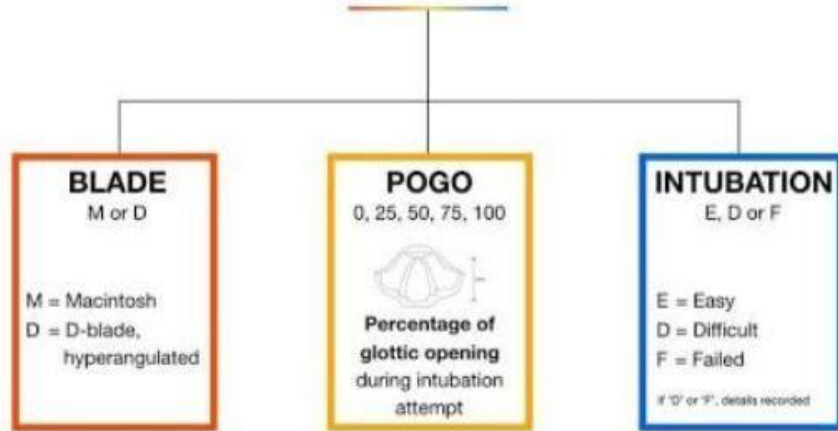 BLADE
M or D
M = Macintosh
D = D-blade,
hyperangulated
POGO
0, 25, 50, 75, 100
Percentage of
glottic opening
during intubation
attempt
INTUBATION
E, D or F
E = Easy
D = Difficult
F = Failed
If 'D' or 'F', details recorded